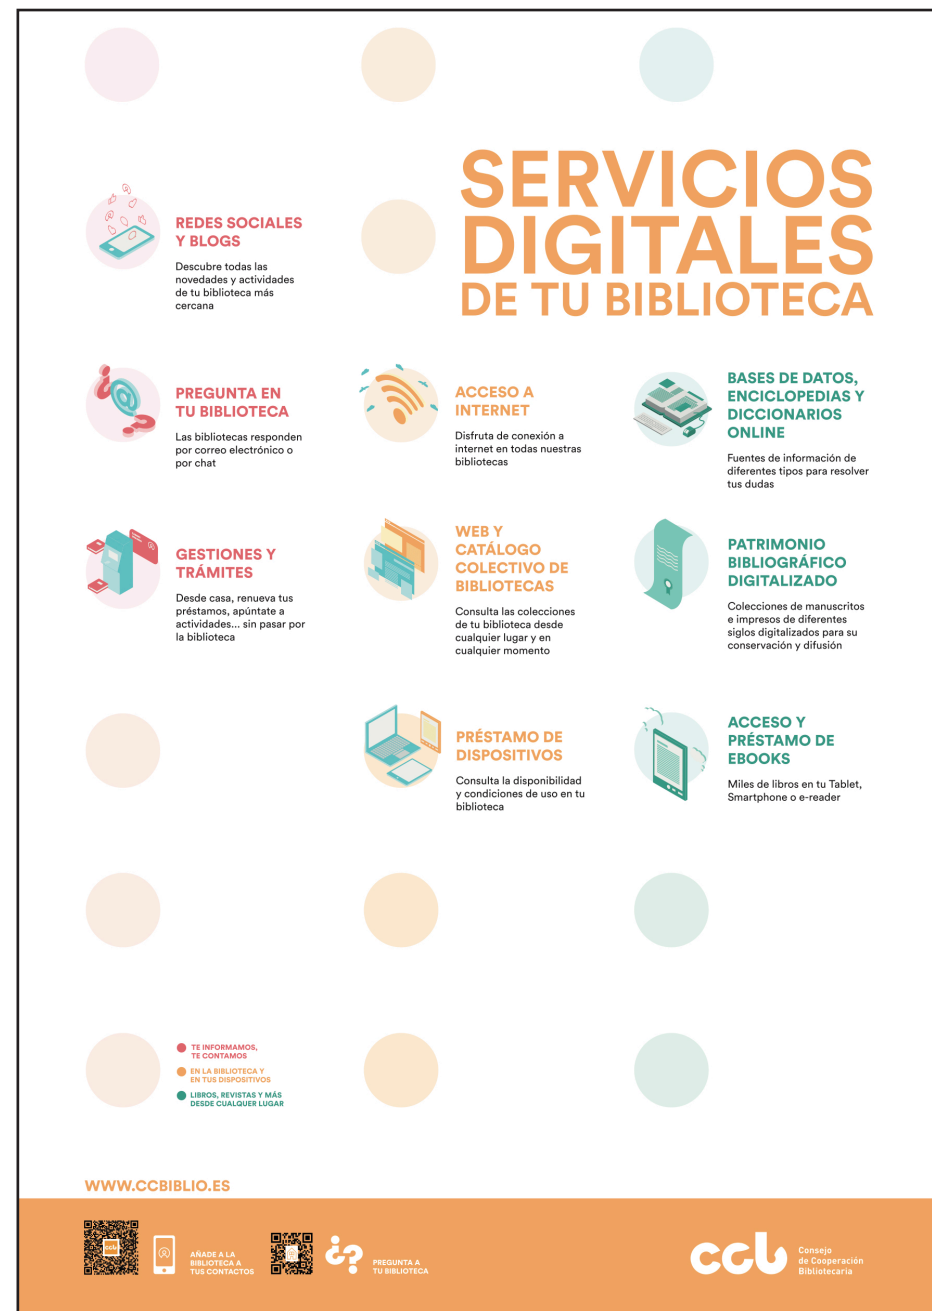 SERVICIOS
DIGITALES
DE TU BIBLIOTECA
REDES SOCIALES
Y BLOGS
Descubre todas las
novedades y actividades
de tu biblioteca más
cercana
PREGUNTA EN
TU BIBLIOTECA
Las bibliotecas responden
por correo electrónico o
por chat
GESTIONES Y
TRÁMITES
Desde casa, renueva tus
préstamos, apúntate a
actividades... sin pasar por
la biblioteca
ACCESO A
INTERNET
Disfruta de conexión a
internet en todas nuestras
bibliotecas
WEB Y
CATÁLOGO
COLECTIVO DE
BIBLIOTECAS
Consulta las colecciones
de tu biblioteca desde
cualquier lugar y en
cualquier momento
PRÉSTAMO DE
DISPOSITIVOS
Consulta la disponibilidad
y condiciones de uso en tu
biblioteca
BASES DE DATOS,
ENCICLOPEDIAS Y
DICCIONARIOS
ONLINE
Fuentes de información de
diferentes tipos para resolver
tus dudas
PATRIMONIO
BIBLIOGRÁFICO
DIGITALIZADO
Colecciones de manuscritos
e impresos de diferentes
siglos digitalizados para su
conservación y difusión
ACCESO Y
PRÉSTAMO DE
EBOOKS
Miles de libros en tu Tablet,
Smartphone o e-reader
TE INFORMAMOS,
TE CONTAMOS
EN LA BIBLIOTECA Y
EN TUS DISPOSITIVOS
LIBROS, REVISTAS Y MÁS
DESDE CUALQUER LUGAR
WWW.CCBIBLIO.ES
ccb
AÑADE A LA
BIBLIOTECA A
TUS CONTACTOS
¿?
PREGUNTA A
TU BIBLIOTECA
ccb
Consejo
de Cooperación
Bibliotecaria